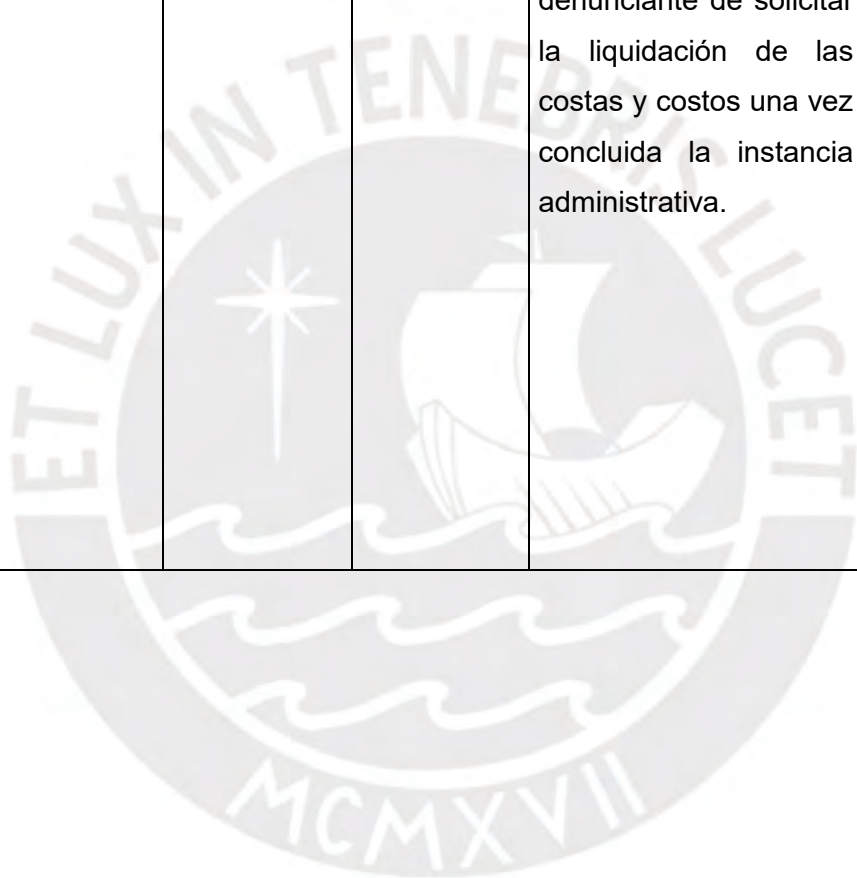 denunciante de solicitar
la liquidación de las
costas y costos una vez
concluida la instancia
administrativa.
ET LUX IN TENEBRIS LUCET
MCMXVII